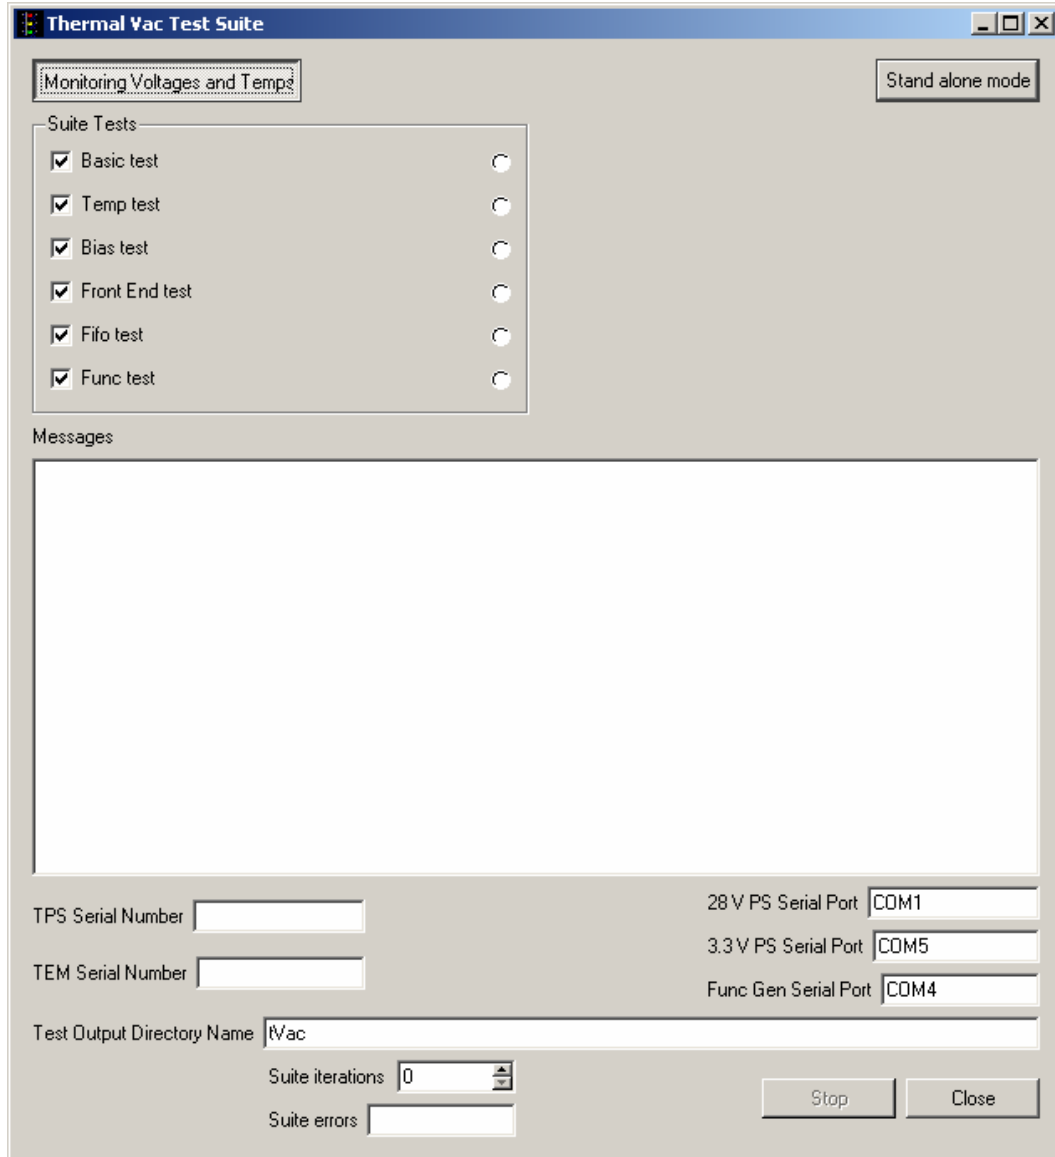 Thermal Vac Test Suite
Monitoring Voltages and Temps
Stand alone mode
Suite Tests
Basic test
Temp test
Bias test
Front End test
Fifo test
Func test
Messages
TPS Serial Number
TEM Serial Number
28 V PS Serial Port COM1
3.3 V PS Serial Port COM5
Func Gen Serial Port COM4
Test Output Directory Name tVac
Suite iterations 0
Suite errors
Stop
Close